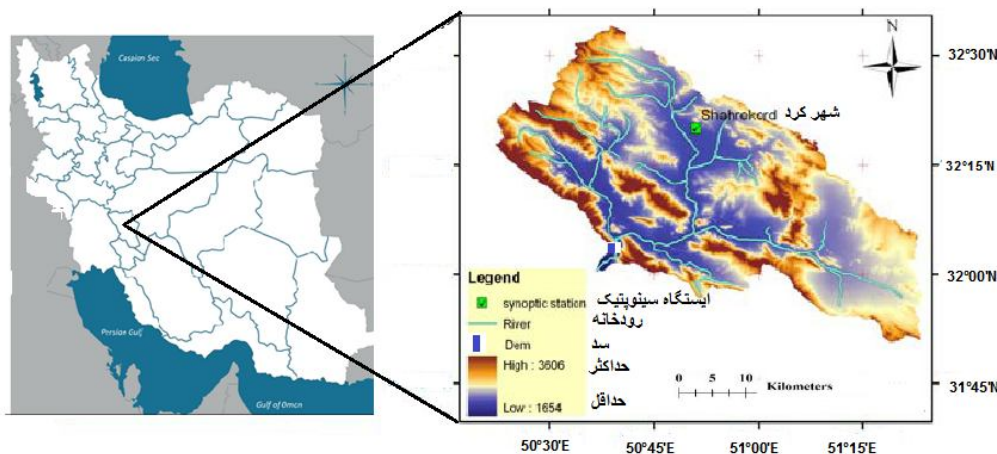 Caspian Sea
Persian Gulf
Gulf of Oman
N
32°30'N
32°15'N
32°00'N
31°45'N
Shahrekord شهر کرد
Legend
synoptic station ایستگاه سینوپتیک
River رودخانه
Dem سد
High : 3606 حداکثر
Low : 1654 حداقل
0 5 10 Kilometers
50°30'E 50°45'E 51°00'E 51°15'E